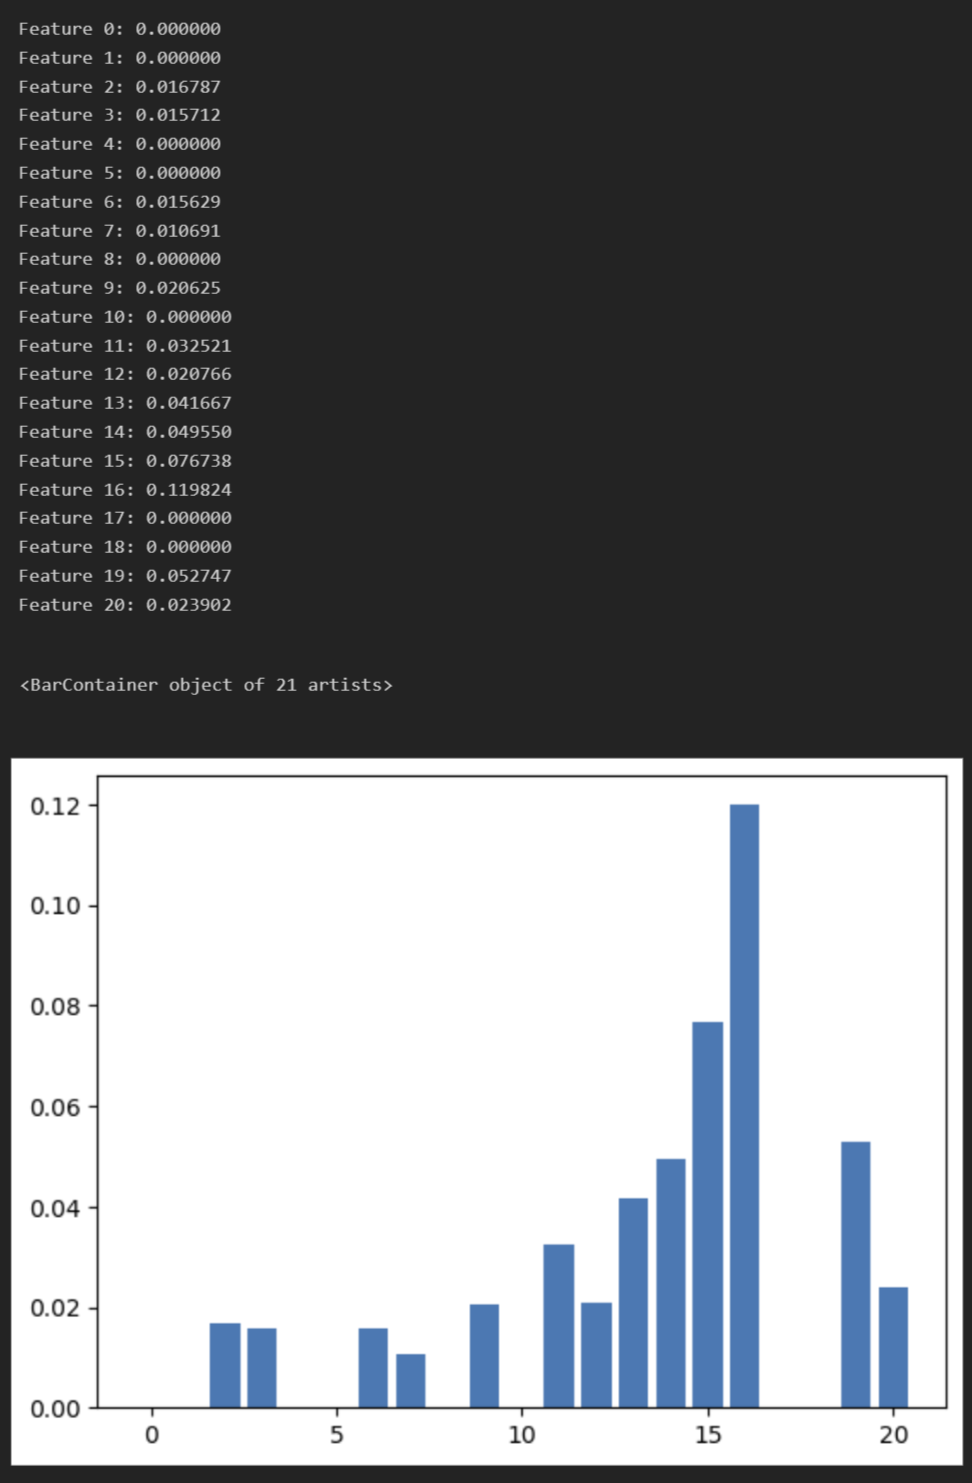 Feature 0: 0.000000
Feature 1: 0.000000
Feature 2: 0.016787
Feature 3: 0.015712
Feature 4: 0.000000
Feature 5: 0.000000
Feature 6: 0.015629
Feature 7: 0.010691
Feature 8: 0.000000
Feature 9: 0.020625
Feature 10: 0.000000
Feature 11: 0.032521
Feature 12: 0.020766
Feature 13: 0.041667
Feature 14: 0.049550
Feature 15: 0.076738
Feature 16: 0.119824
Feature 17: 0.000000
Feature 18: 0.000000
Feature 19: 0.052747
Feature 20: 0.023902
<BarContainer object of 21 artists>
0.12
0.10
0.08
0.06
0.04
0.02
0.00
0 5 10 15 20